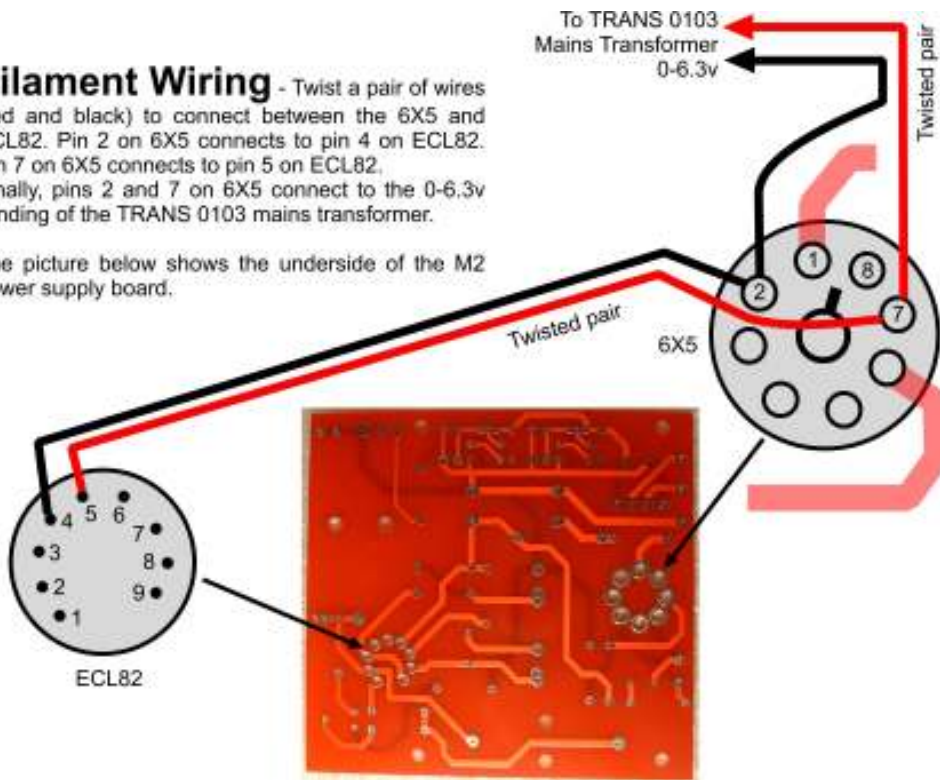 To TRANS 0103
Mains Transformer
0-6.3v
Twisted pair
ilament Wiring - Twist a pair of wires
ed and black) to connect between the 6X5 and
CL82. Pin 2 on 6X5 connects to pin 4 on ECL82.
n 7 on 6X5 connects to pin 5 on ECL82.
nally, pins 2 and 7 on 6X5 connect to the 0-6.3v
nding of the TRANS 0103 mains transformer.
he picture below shows the underside of the M2
wer supply board.
1
8
2
7
6X5
Twisted pair
4
5
6
7
3
8
2
9
1
ECL82